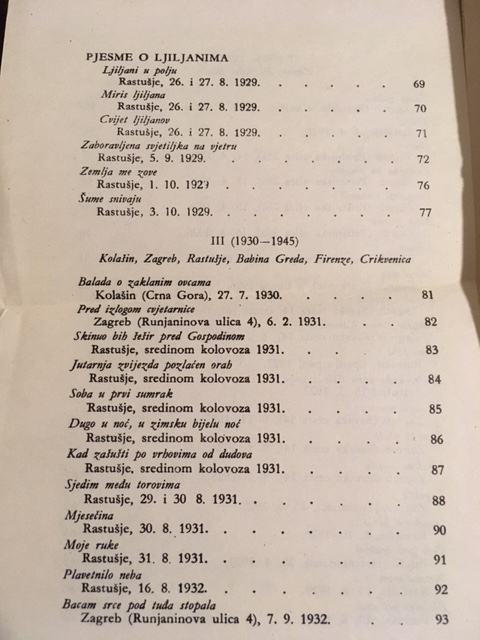 PJESME O LJILJANIMA
Ljiljani u polju
Rastušje, 26. i 27. 8. 1929. . . . . . 69
Miris ljiljana
Rastušje, 26. i 27. 8. 1929. . . . . . 70
Cvijet ljiljanov
Rastušje, 26. i 27. 8. 1929. . . . . . 71
Zaboravljena svjetiljka na vjetru
Rastušje, 5. 9. 1929. . . . . . . 72
Zemlja me zove
Rastušje, 1. 10. 1929 . . . . . . . 76
Šume snivaju
Rastušje, 3. 10. 1929. . . . . . . 77
III (1930—1945)
Kolašin, Zagreb, Rastušje, Babina Greda, Firenze, Crikvenica
Balada o zaklanim ovcama
Kolašin (Crna Gora), 27. 7. 1930. . . . . 81
Pred izlogom cvjetarnice
Zagreb (Runjaninova ulica 4), 6. 2. 1931. . . . 82
Skinuo bih šešir pred Gospodinom
Rastušje, sredinom kolovoza 1931. . . . . 83
Jutarnja zvijezda pozlaćen orah
Rastušje, sredinom kolovoza 1931. . . . . 84
Soba u prvi sumrak
Rastušje, sredinom kolovoza 1931. . . . . 85
Dugo u noć, u zimsku bijelu noć
Rastušje, sredinom kolovoza 1931. . . . . 86
Kad zašušti po vrhovima od dudova
Rastušje, sredinom kolovoza 1931. . . . . 87
Sjedim među torovima
Rastušje, 29. i 30 8. 1931. . . . . . 88
Mjesečina
Rastušje, 30. 8. 1931. . . . . . . 90
Moje ruke
Rastušje, 31. 8. 1931. . . . . . . 91
Plavetnilo neba
Rastušje, 16. 8. 1932. . . . . . . 92
Bacam srce pod tuđa stopala
Zagreb (Runjaninova ulica 4), 7. 9. 1932. . . 93